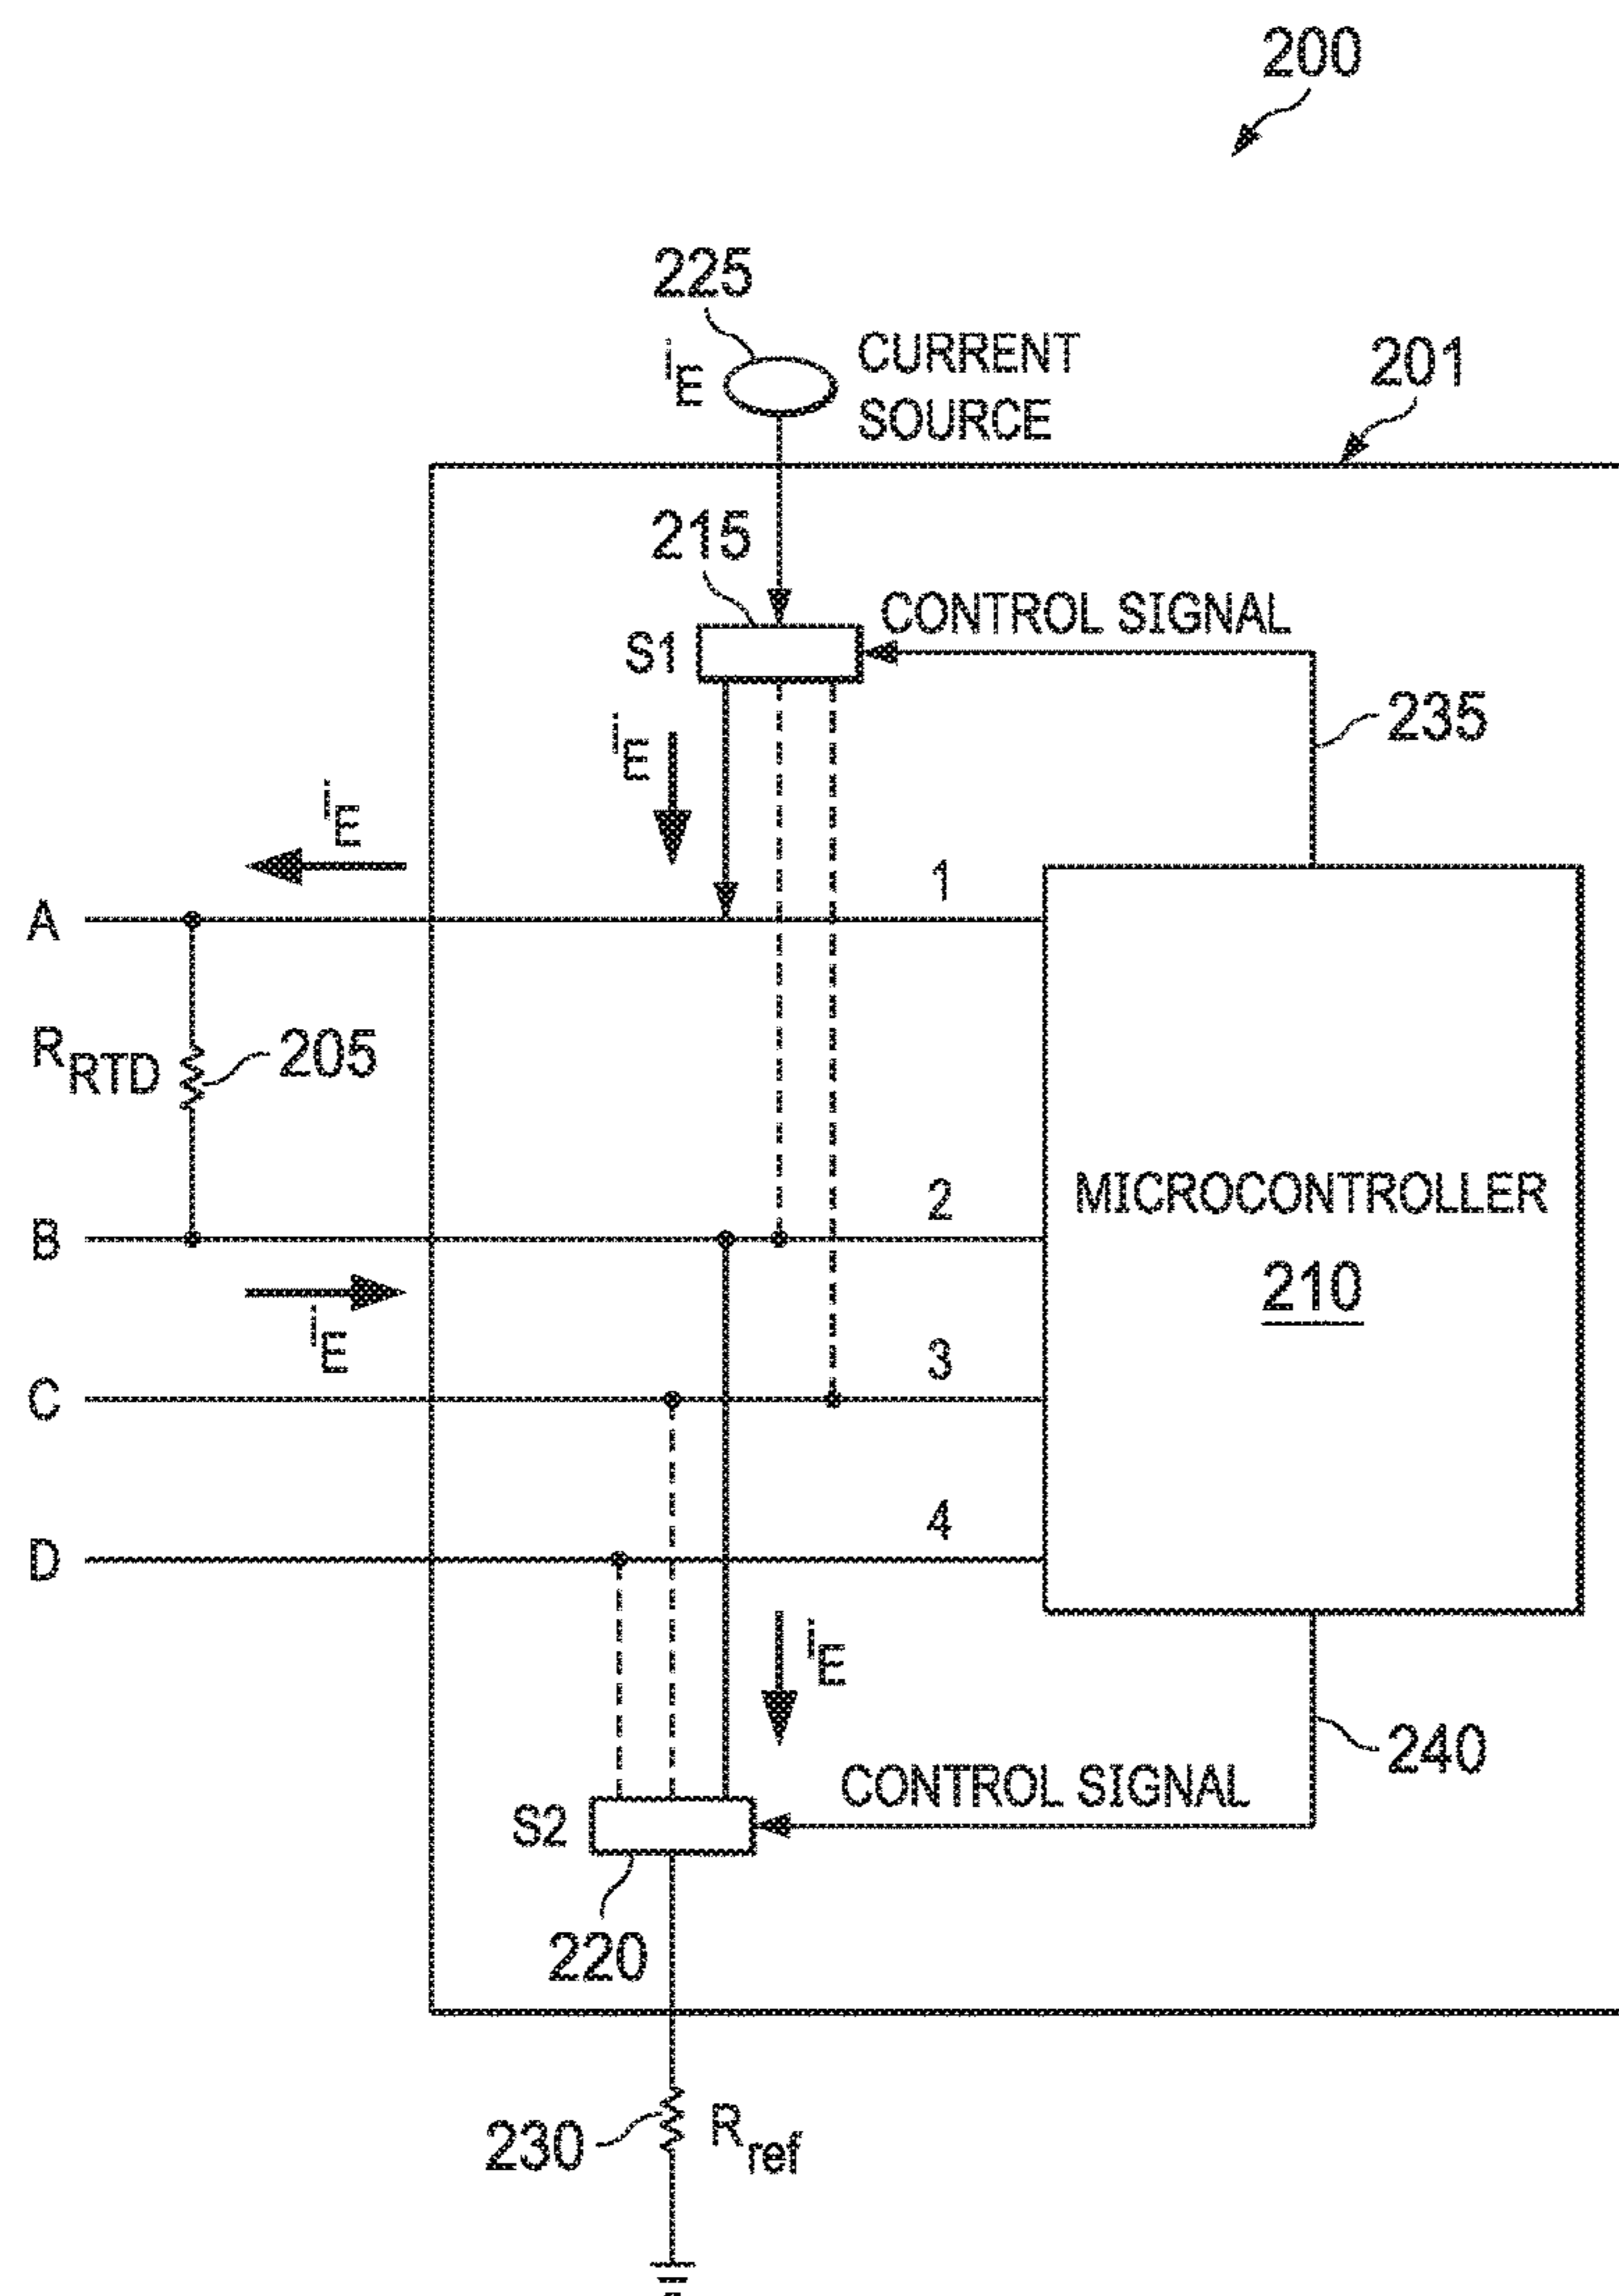 200
225
iE CURRENT
SOURCE
201
215
S1 CONTROL SIGNAL
iE
235
iE
1
A
RRTD 205
2
B
MICROCONTROLLER
210
iE
3
C
4
D
iE
240
CONTROL SIGNAL
S2
220
230 Rref